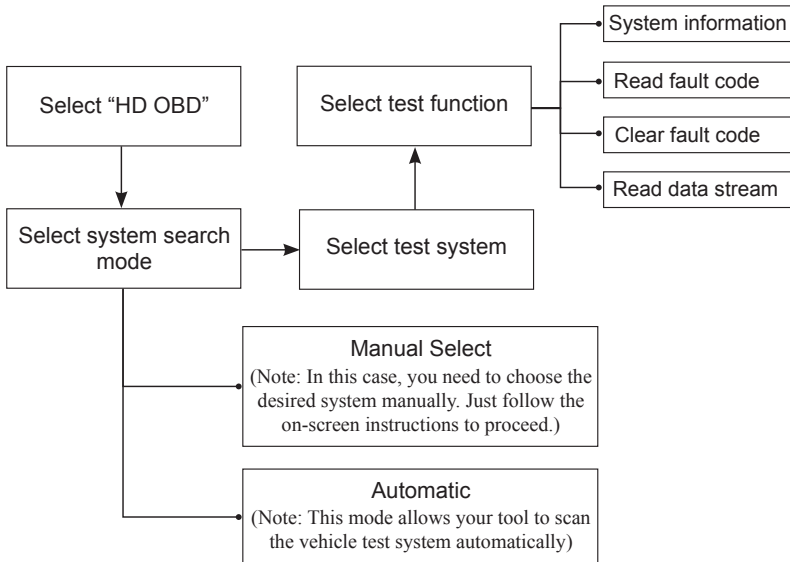 Select “HD OBD”
Select system search
mode
Select test system
Select test function
System information
Read fault code
Clear fault code
Read data stream
Manual Select
(Note: In this case, you need to choose the
desired system manually. Just follow the
on-screen instructions to proceed.)
Automatic
(Note: This mode allows your tool to scan
the vehicle test system automatically)